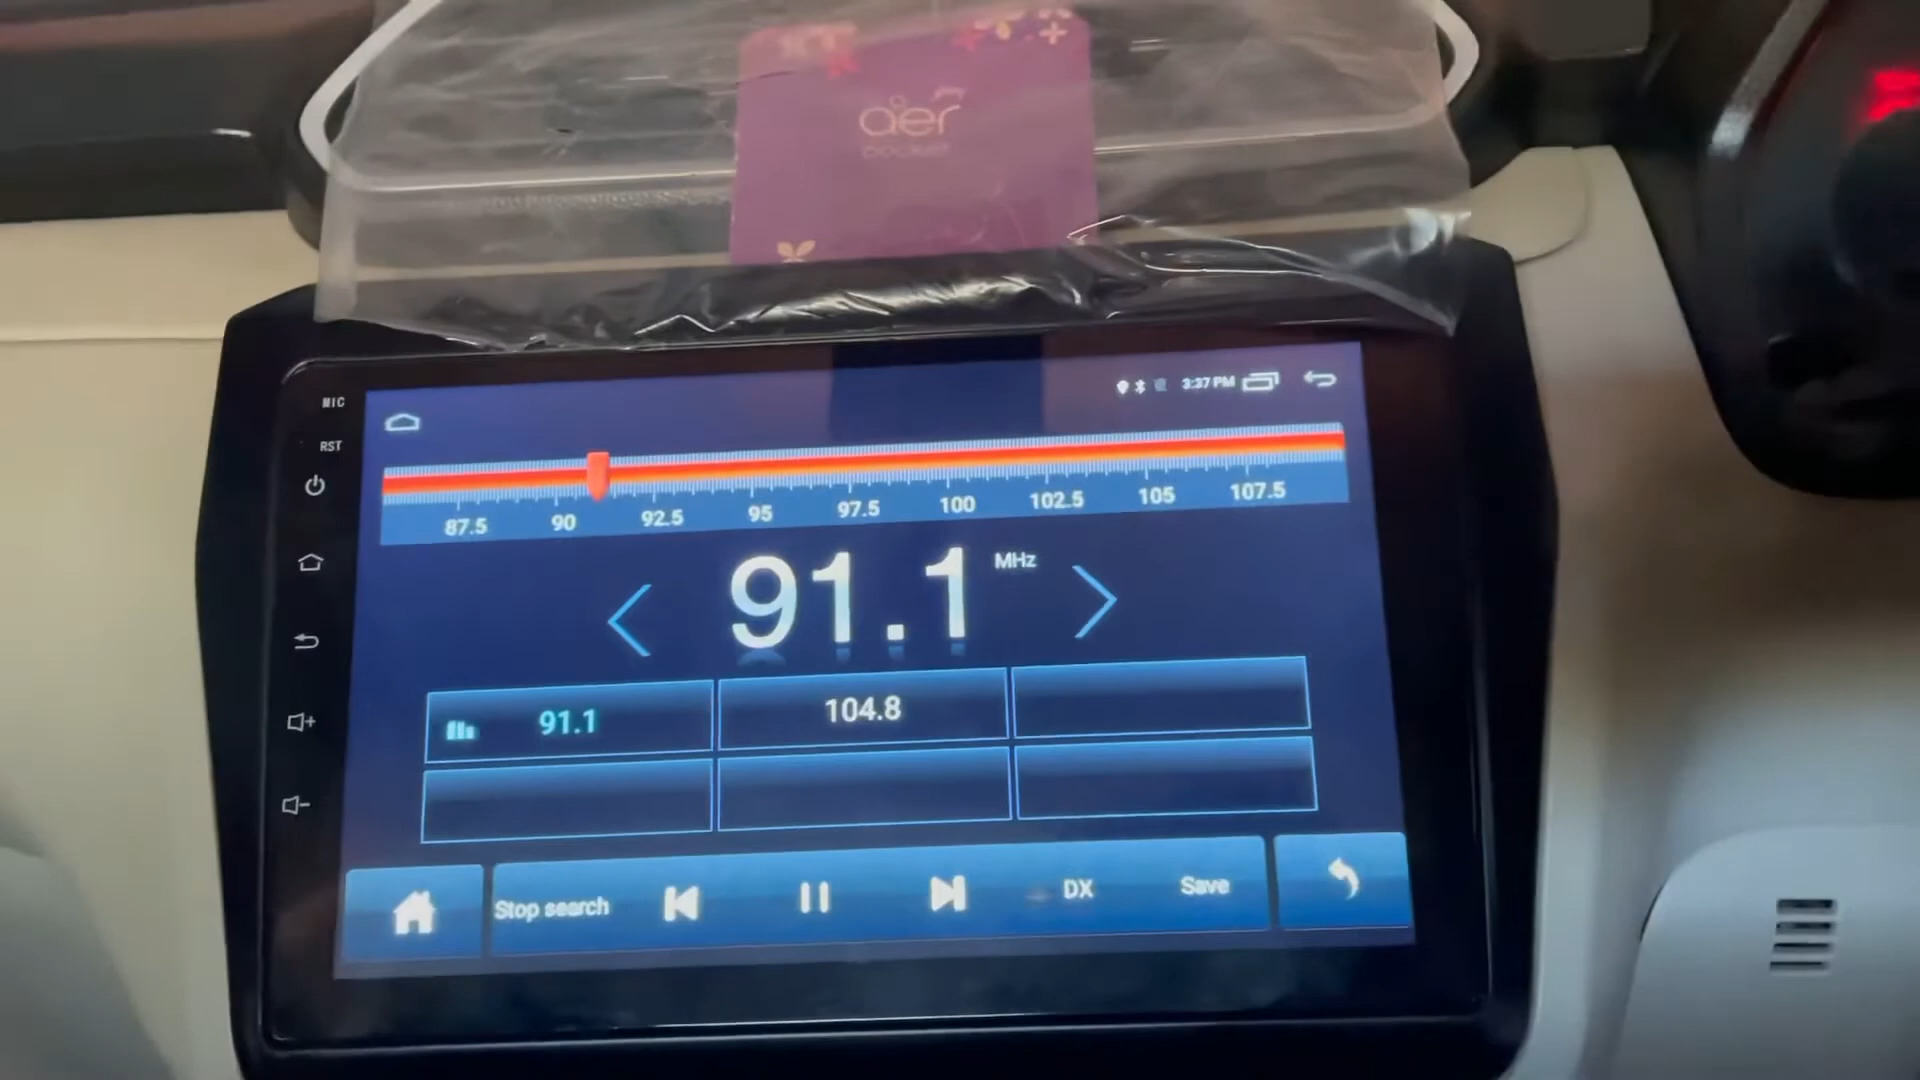 aer
pocket
MIC
RST
3:37 PM
87.5 90 92.5 95 97.5 100 102.5 105 107.5
91.1 MHz
91.1 104.8
Stop search DX Save